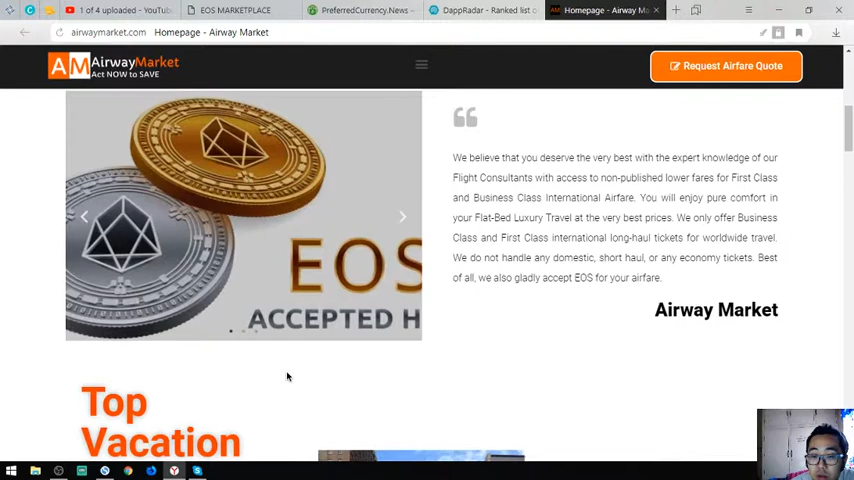 1 of 4 uploaded - YouTub
EOS MARKETPLACE
PreferredCurrency.News -
DappRadar - Ranked list o
Homepage - Airway M
airwaymarket.com Homepage - Airway Market
AM AirwayMarket
Act NOW to SAVE
Request Airfare Quote
EOS
ACCEPTED H
We believe that you deserve the very best with the expert knowledge of our
Flight Consultants with access to non-published lower fares for First Class
and Business Class International Airfare. You will enjoy pure comfort in
your Flat-Bed Luxury Travel at the very best prices. We only offer Business
Class and First Class international long-haul tickets for worldwide travel.
We do not handle any domestic, short haul, or any economy tickets. Best
of all, we also gladly accept EOS for your airfare.
Airway Market
Top
Vacation